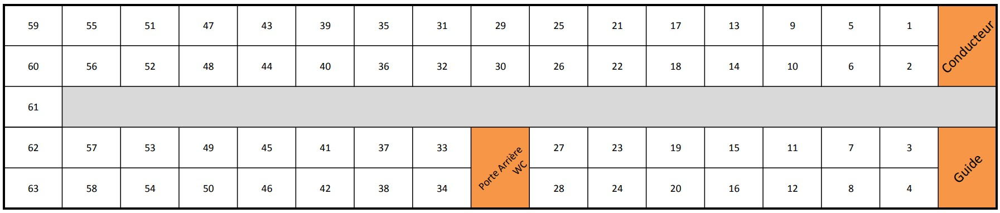 59 55 51 47 43 39 35 31 29 25 21 17 13 9 5 1 Conducteur
60 56 52 48 44 40 36 32 30 26 22 18 14 10 6 2
61
62 57 53 49 45 41 37 33 Porte Arrière 27 23 19 15 11 7 3 Guide
WC
63 58 54 50 46 42 38 34 28 24 20 16 12 8 4